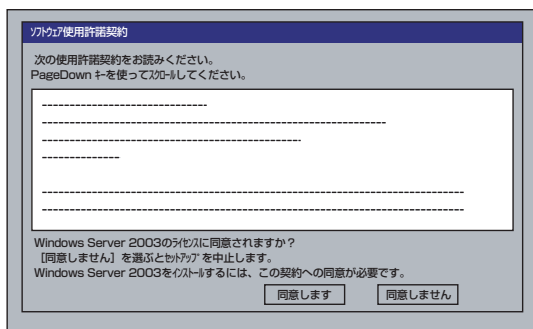 ソフトウェア使用許諾契約
次の使用許諾契約をお読みください。
PageDown キーを使ってスクロールしてください。
Windows Server 2003のライセンスに同意されますか？
［同意しません］を選ぶとセットアップを中止します。
Windows Server 2003をインストールするには、この契約への同意が必要です。
同意します
同意しません